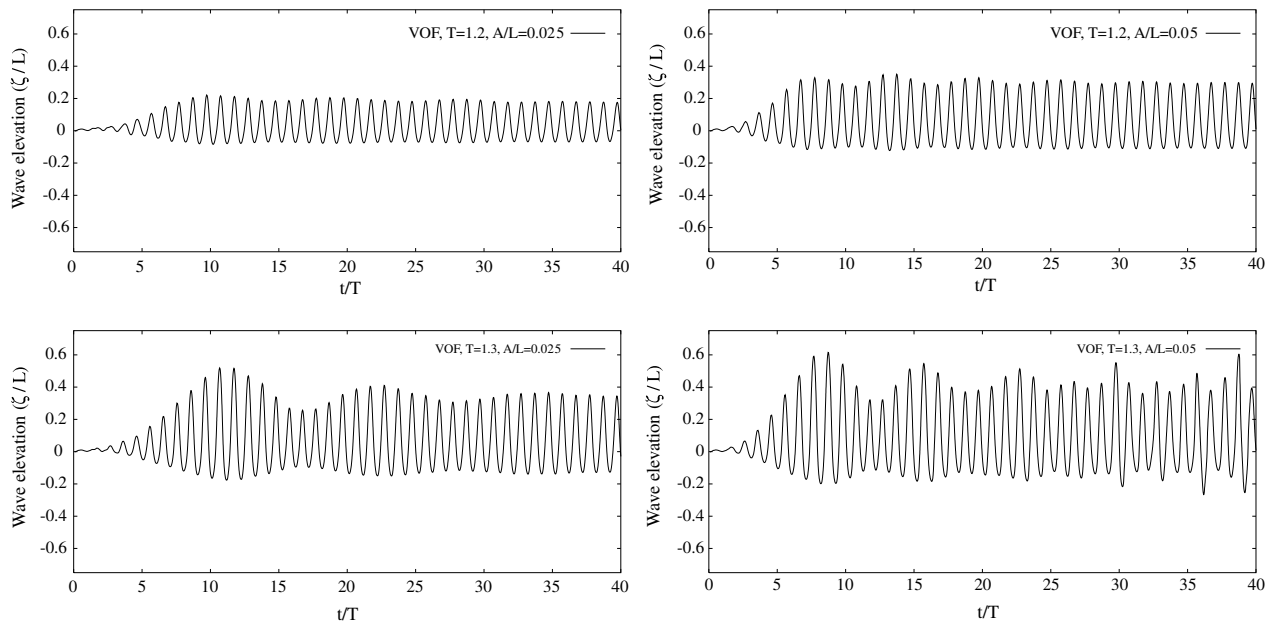 VOF, T=1.2, A/L=0.025
Wave elevation (ζ / L)
0.6
0.4
0.2
0
-0.2
-0.4
-0.6
0 5 10 15 20 25 30 35 40
t/T
VOF, T=1.2, A/L=0.05
Wave elevation (ζ / L)
0.6
0.4
0.2
0
-0.2
-0.4
-0.6
0 5 10 15 20 25 30 35 40
t/T
VOF, T=1.3, A/L=0.025
Wave elevation (ζ / L)
0.6
0.4
0.2
0
-0.2
-0.4
-0.6
0 5 10 15 20 25 30 35 40
t/T
VOF, T=1.3, A/L=0.05
Wave elevation (ζ / L)
0.6
0.4
0.2
0
-0.2
-0.4
-0.6
0 5 10 15 20 25 30 35 40
t/T